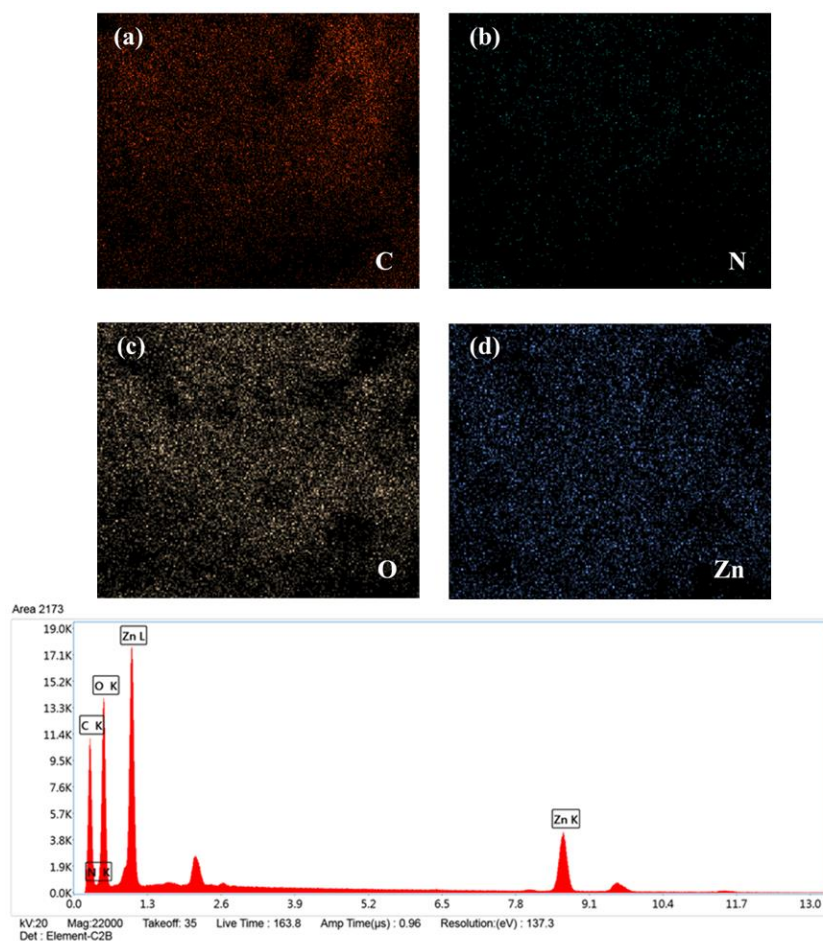 (a)
(b)
C
N
(c)
(d)
O
Zn
Area 2173
19.0K
17.1K
15.2K
13.3K
11.4K
9.5K
7.6K
5.7K
3.8K
1.9K
0.0K
Zn L
O K
C K
N K
Zn K
0.0 1.3 2.6 3.9 5.2 6.5 7.8 9.1 10.4 11.7 13.0
kV:20 Mag:22000 Takeoff: 35 Live Time : 163.8 Amp Time(μs) : 0.96 Resolution:(eV) : 137.3
Det : Element-C2B